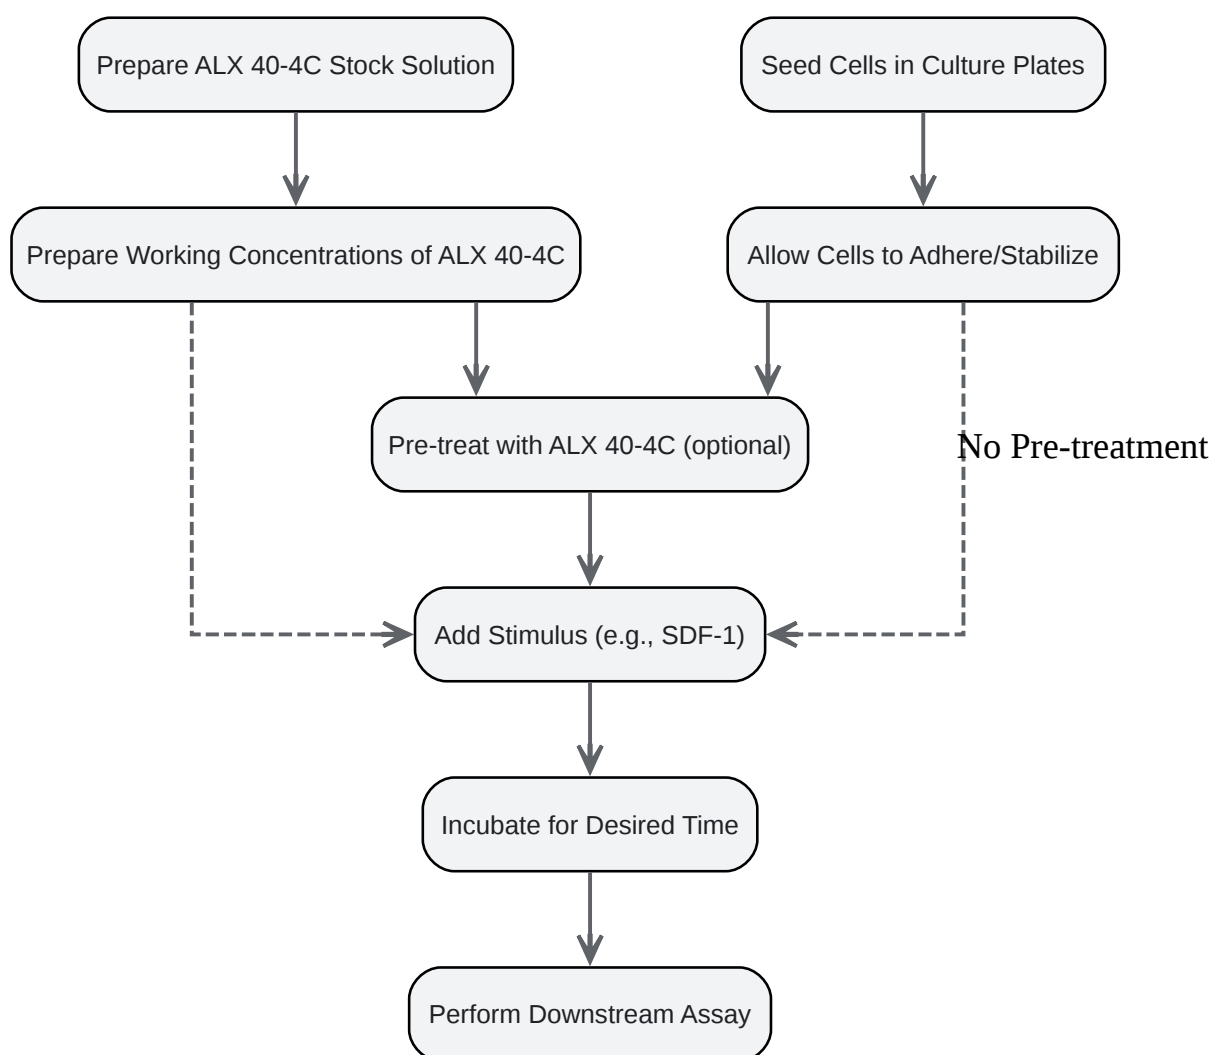 Prepare ALX 40-4C Stock Solution
Seed Cells in Culture Plates
Prepare Working Concentrations of ALX 40-4C
Allow Cells to Adhere/Stabilize
Pre-treat with ALX 40-4C (optional)
No Pre-treatment
Add Stimulus (e.g., SDF-1)
Incubate for Desired Time
Perform Downstream Assay